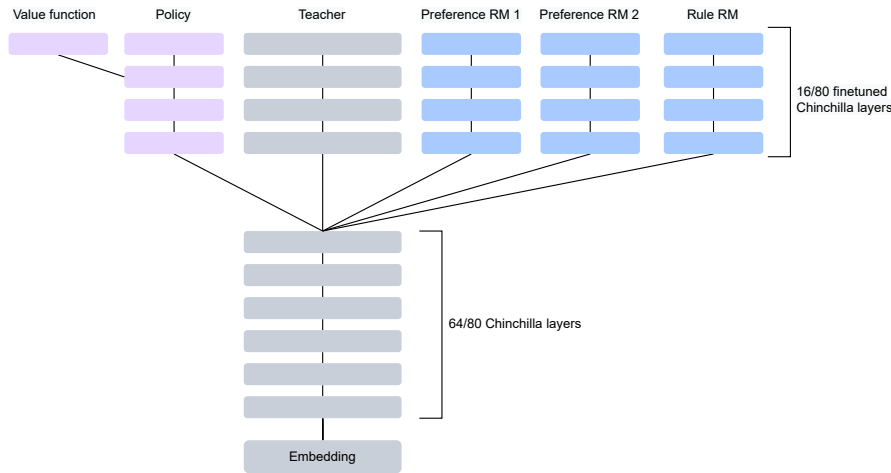 Value function
Policy
Teacher
Preference RM 1
Preference RM 2
Rule RM
16/80 finetuned
Chinchilla layers
64/80 Chinchilla layers
Embedding